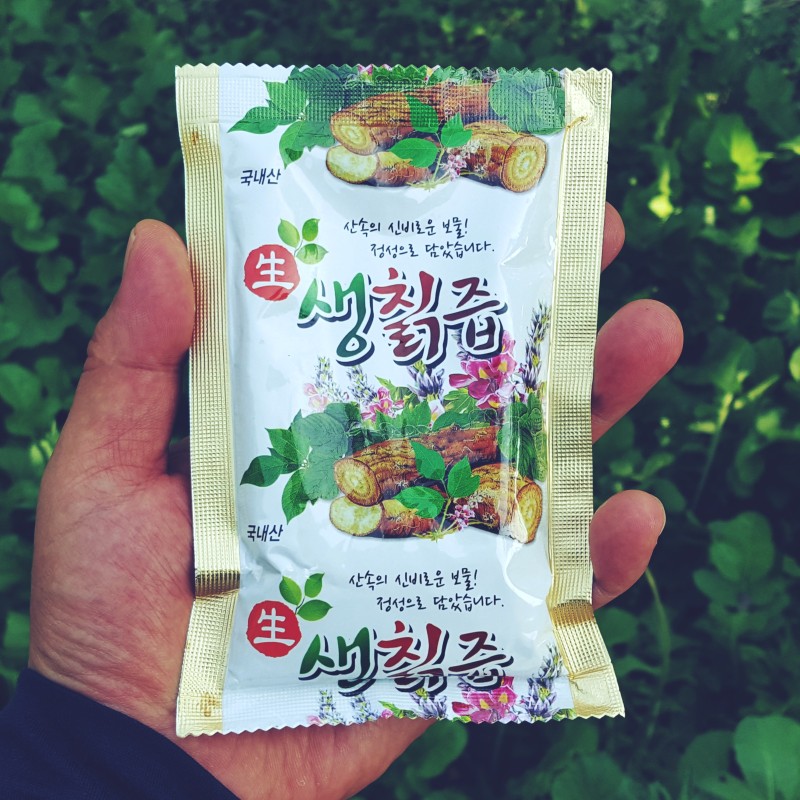 국내산
산속의 신비로운 보물!
정성으로 담았습니다.
生
생칡즙
국내산
산속의 신비로운 보물!
정성으로 담았습니다.
生
생칡즙